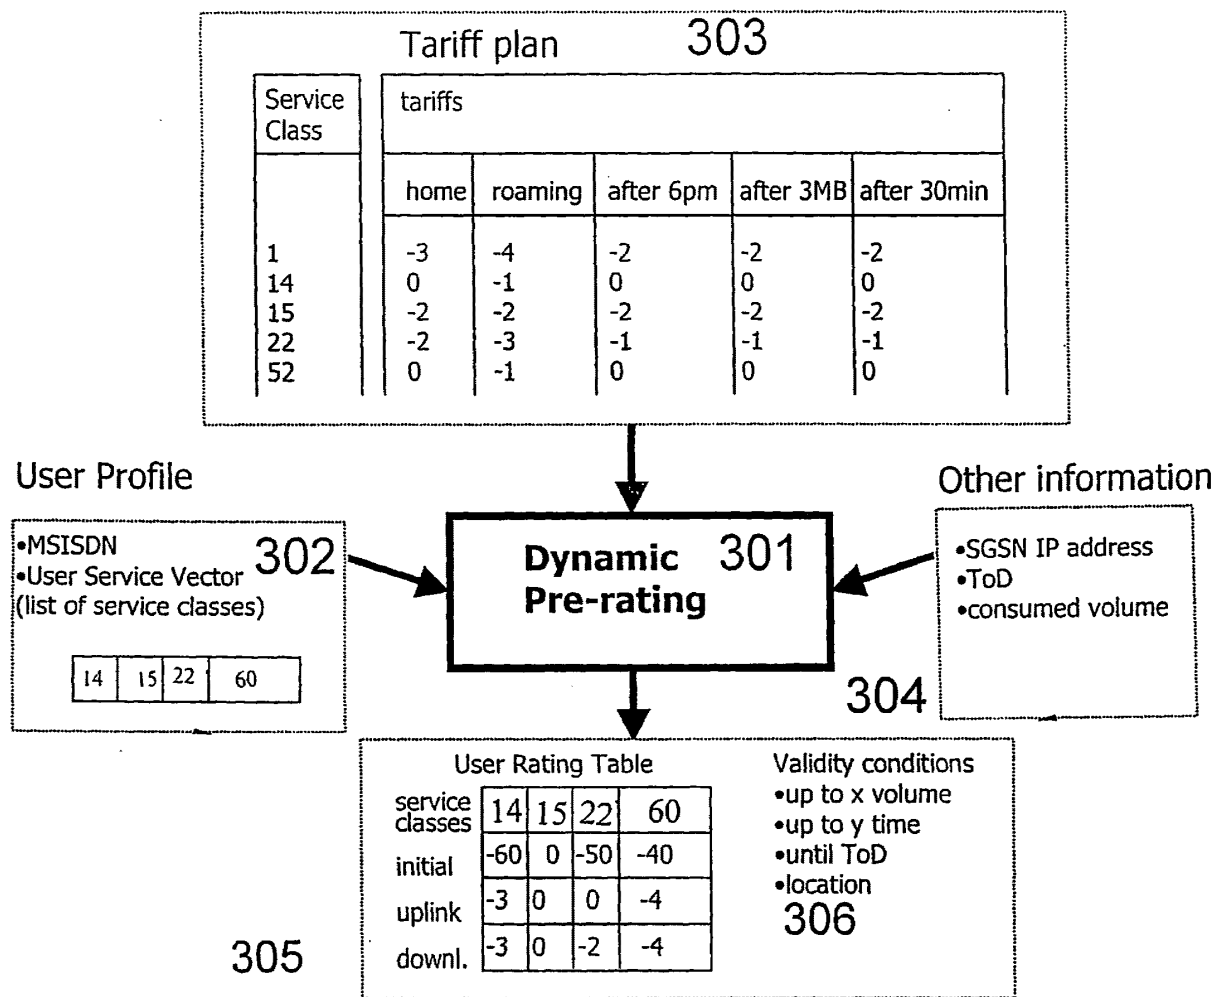 Tariff plan 303
Service Class tariffs
home roaming after 6pm after 3MB after 30min
1 -3 -4 -2 -2 -2
14 0 -1 0 0 0
15 -2 -2 -2 -2 -2
22 -2 -3 -1 -1 -1
52 0 -1 0 0 0
User Profile
•MSISDN
•User Service Vector
(list of service classes)
302
14 15 22 60
Dynamic
Pre-rating
301
Other information
•SGSN IP address
•ToD
•consumed volume
304
User Rating Table
service classes 14 15 22 60
initial -60 0 -50 -40
uplink -3 0 0 -4
downl. -3 0 -2 -4
Validity conditions
•up to x volume
•up to y time
•until ToD
•location
306
305